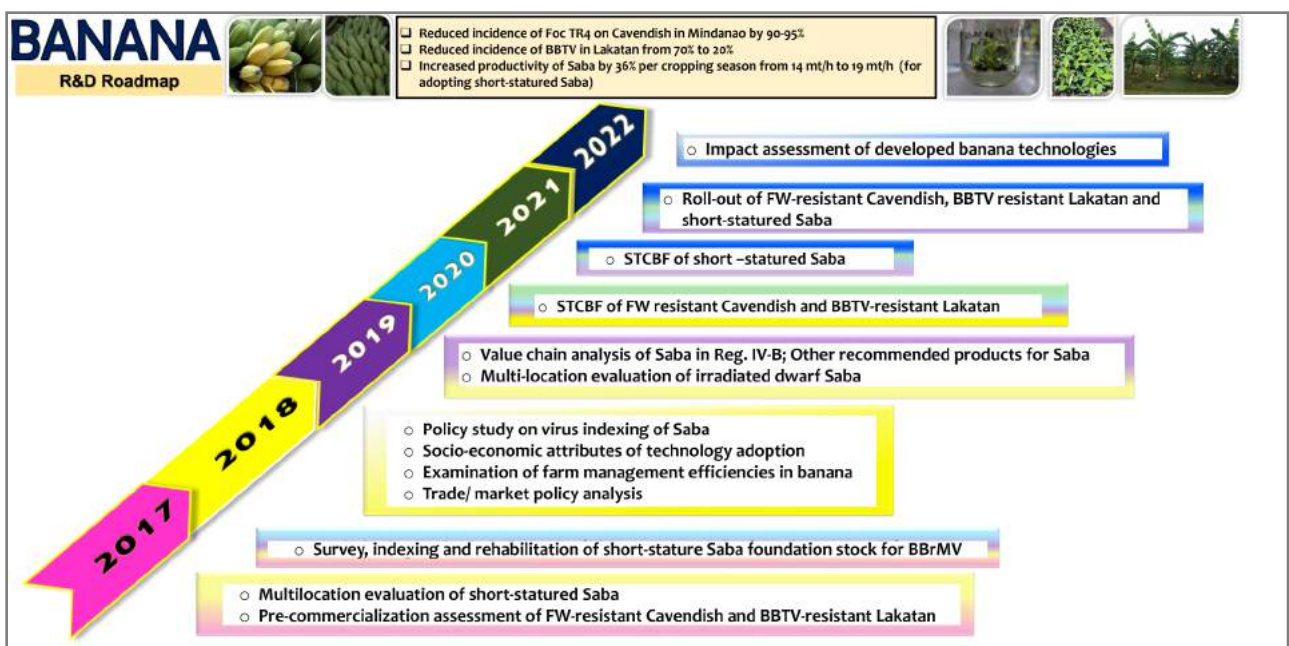 BANANA
R&D Roadmap
❑ Reduced incidence of Foc TR4 on Cavendish in Mindanao by 90-95%
❑ Reduced incidence of BBTV in Lakatan from 70% to 20%
❑ Increased productivity of Saba by 36% per cropping season from 14 mt/h to 19 mt/h (for
adopting short-statured Saba)
2022
○ Impact assessment of developed banana technologies
2021
○ Roll-out of FW-resistant Cavendish, BBTV resistant Lakatan and
short-statured Saba
2020
○ STCBF of short –statured Saba
○ STCBF of FW resistant Cavendish and BBTV-resistant Lakatan
2019
○ Value chain analysis of Saba in Reg. IV-B; Other recommended products for Saba
○ Multi-location evaluation of irradiated dwarf Saba
2018
○ Policy study on virus indexing of Saba
○ Socio-economic attributes of technology adoption
○ Examination of farm management efficiencies in banana
○ Trade/ market policy analysis
2017
○ Survey, indexing and rehabilitation of short-stature Saba foundation stock for BBrMV
○ Multilocation evaluation of short-statured Saba
○ Pre-commercialization assessment of FW-resistant Cavendish and BBTV-resistant Lakatan